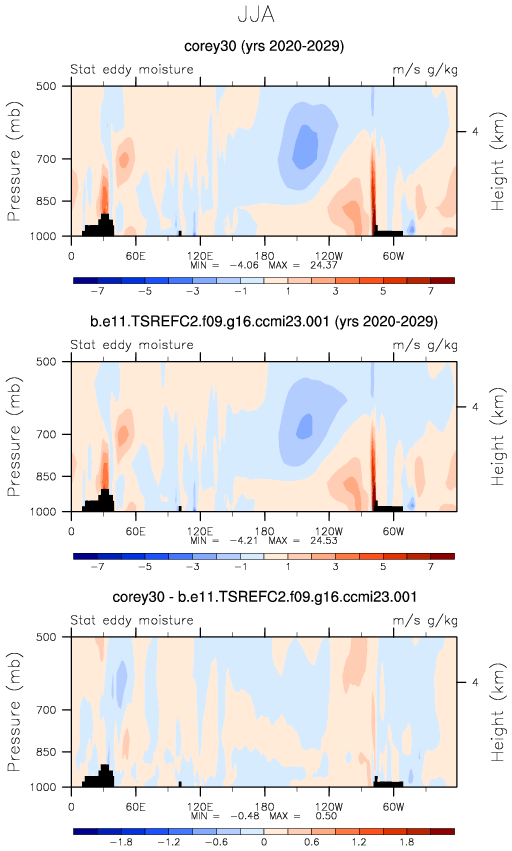 JJA
corey30 (yrs 2020-2029)
Stat eddy moisture m/s g/kg
Pressure (mb)
500
700
850
1000
4
Height (km)
0 60E 120E 180 120W 60W
MIN = -4.06 MAX = 24.37
-7 -5 -3 -1 1 3 5 7
b.e11.TSREFC2.f09.g16.ccmi23.001 (yrs 2020-2029)
Stat eddy moisture m/s g/kg
Pressure (mb)
500
700
850
1000
4
Height (km)
0 60E 120E 180 120W 60W
MIN = -4.21 MAX = 24.53
-7 -5 -3 -1 1 3 5 7
corey30 - b.e11.TSREFC2.f09.g16.ccmi23.001
Stat eddy moisture m/s g/kg
Pressure (mb)
500
700
850
1000
4
Height (km)
0 60E 120E 180 120W 60W
MIN = -0.48 MAX = 0.50
-1.8 -1.2 -0.6 0 0.6 1.2 1.8